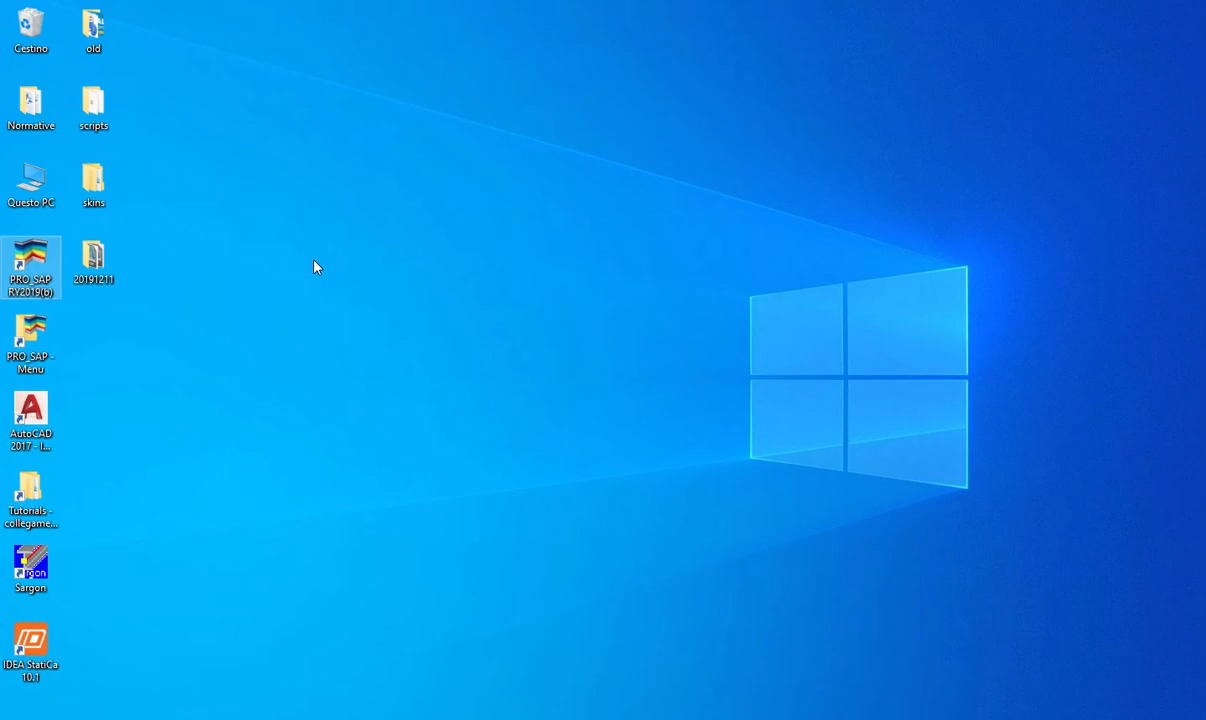 Cestino
old
Normative
scripts
Questo PC
skins
PRO_SAP
RY2019(b)
20191211
PRO_SAP -
Menu
AutoCAD
2017 - I...
Tutorials -
collegame...
Sargon
IDEA StatiCa
10.1